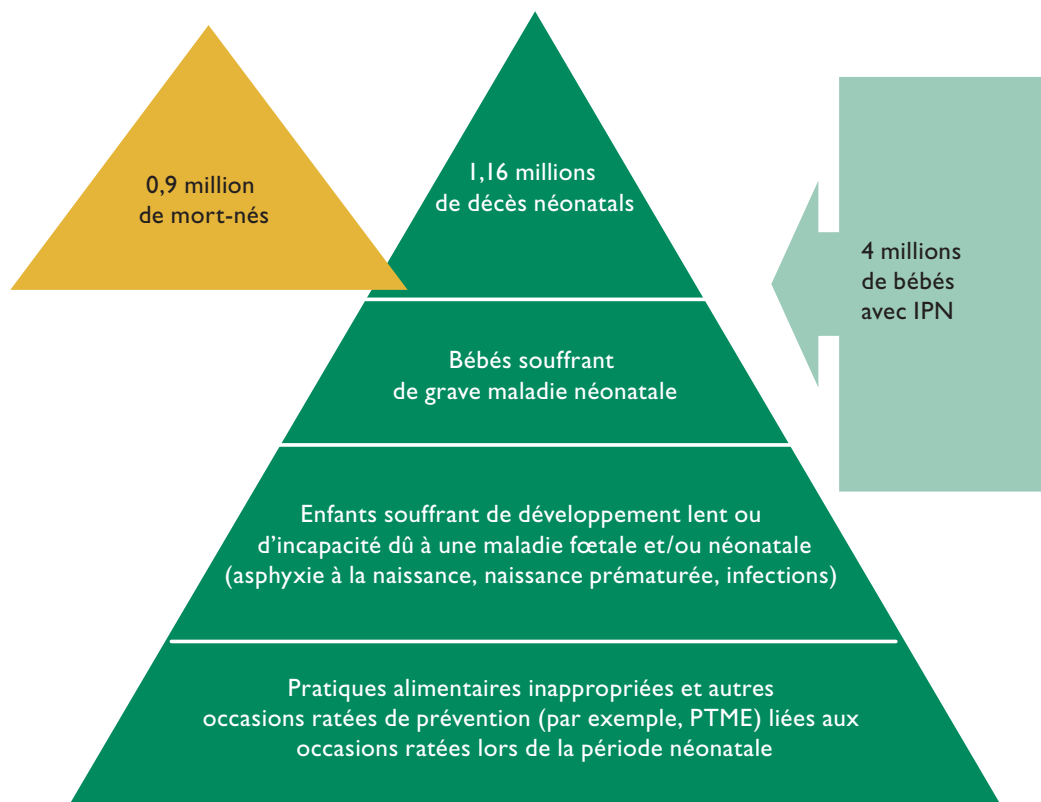 0,9 million
de mort-nés
1,16 millions
de décès néonatals
4 millions
de bébés
avec IPN
Bébés souffrant
de grave maladie néonatale
Enfants souffrant de développement lent ou
d’incapacité dû à une maladie fœtale et/ou néonatale
(asphyxie à la naissance, naissance prématurée, infections)
Pratiques alimentaires inappropriées et autres
occasions ratées de prévention (par exemple, PTME) liées aux
occasions ratées lors de la période néonatale